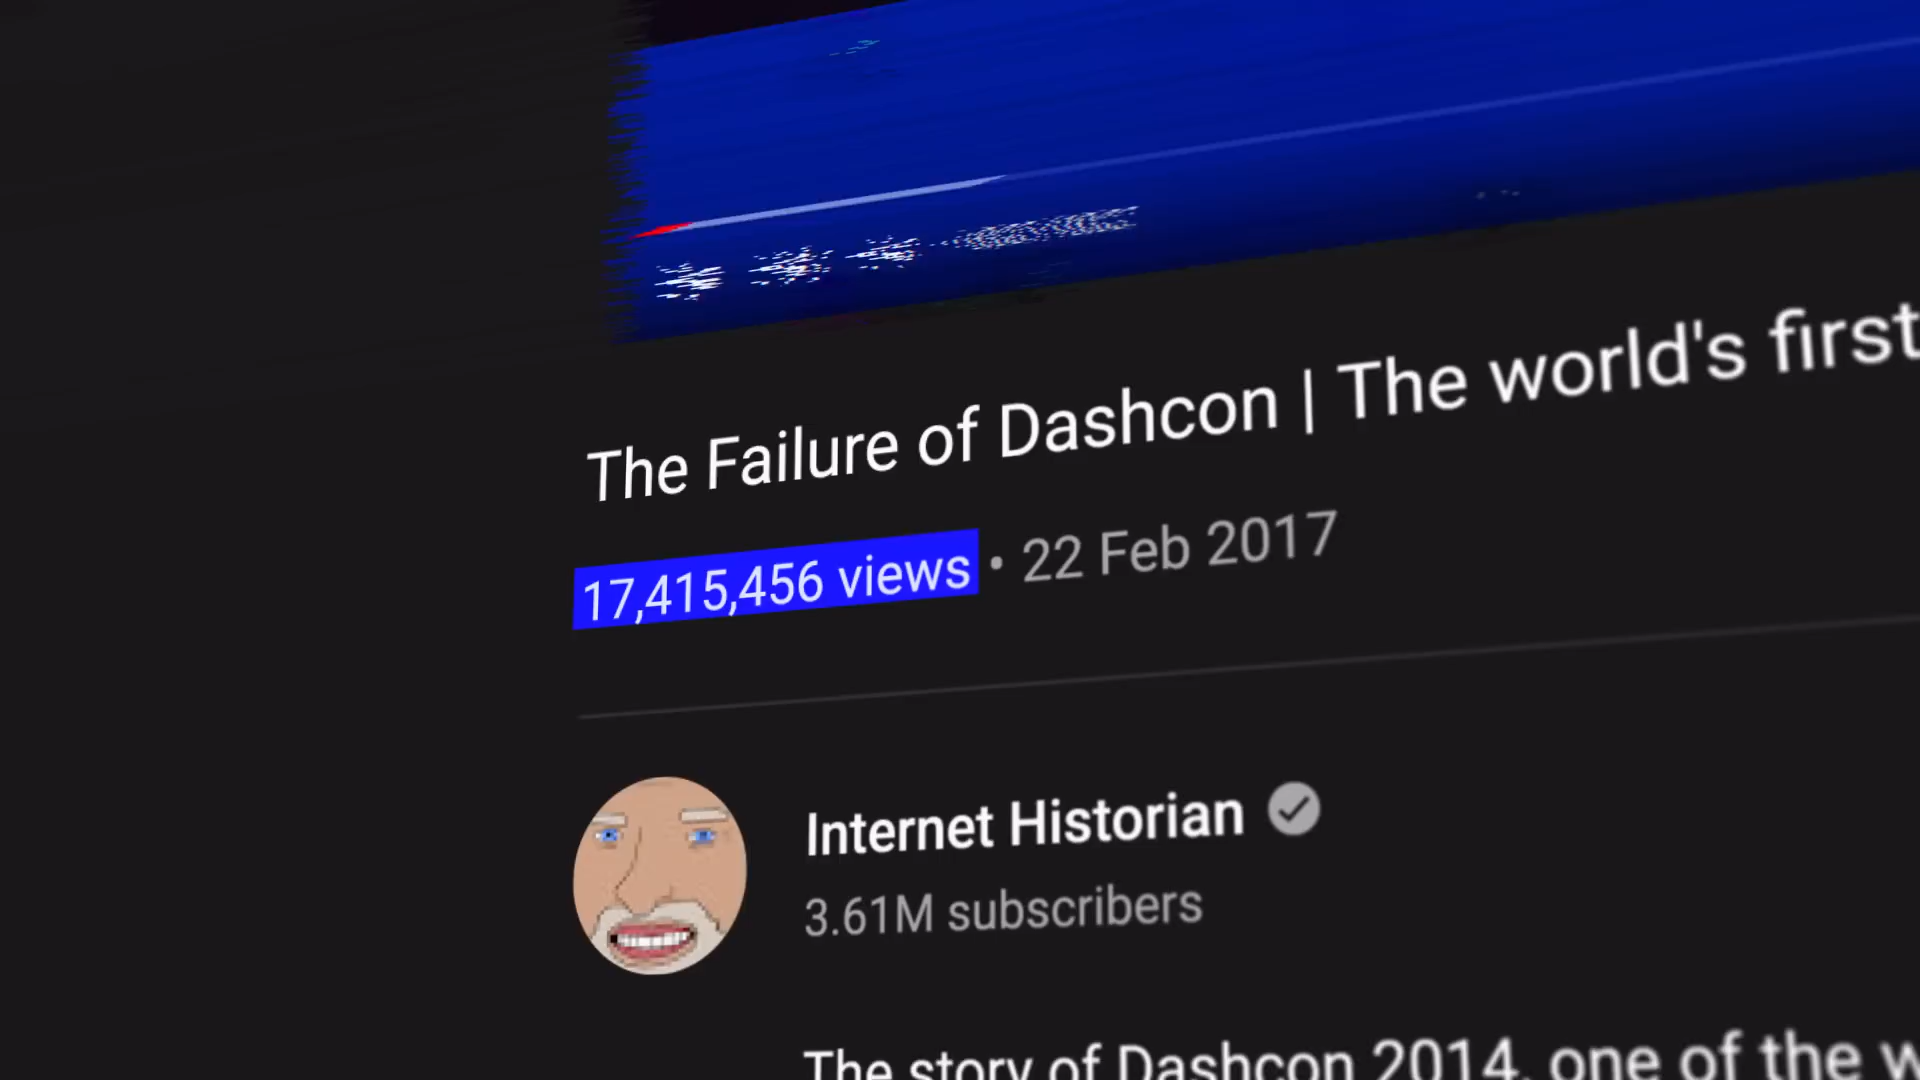 The Failure of Dashcon | The world's first
17,415,456 views • 22 Feb 2017
Internet Historian
3.61M subscribers
The story of Dashcon 2014, one of the w